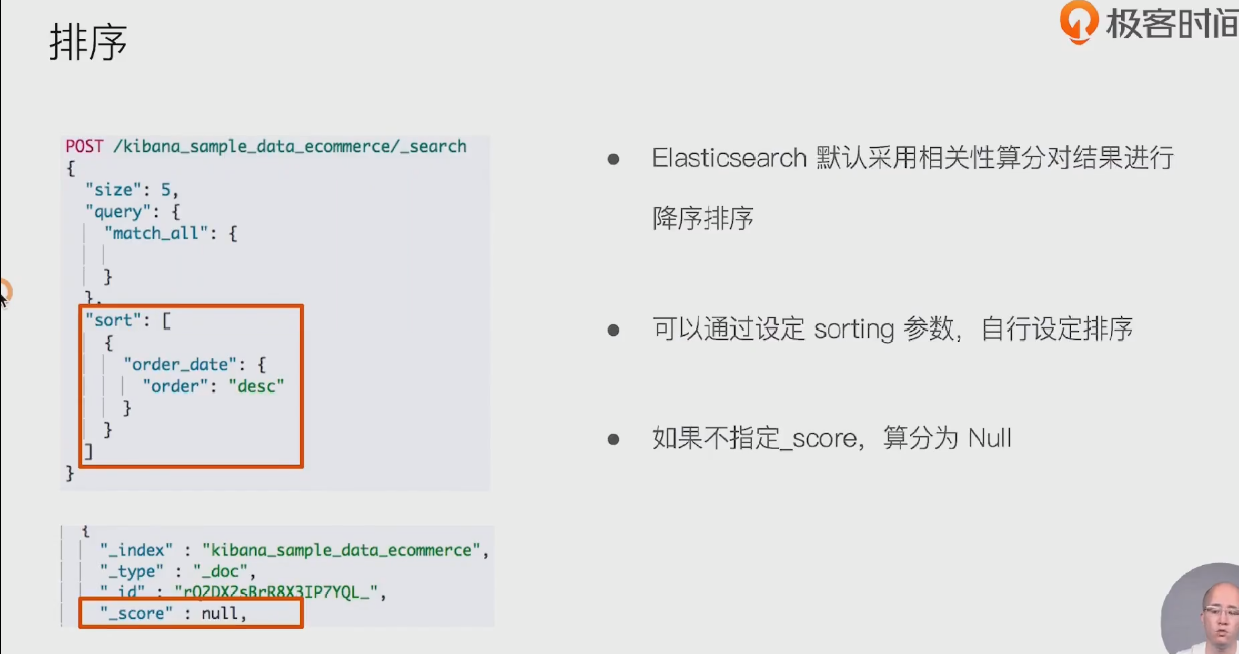 排序
极客时间
POST /kibana_sample_data_ecommerce/_search
{
"size": 5,
"query": {
"match_all": {
}
},
"sort": [
{
"order_date": {
"order": "desc"
}
}
]
}
{
"_index" : "kibana_sample_data_ecommerce",
"_type" : "_doc",
"_id" : "rQ2DX2sBrR8X3IP7YQL_",
"_score" : null,
● Elasticsearch 默认采用相关性算分对结果进行
降序排序
● 可以通过设定 sorting 参数，自行设定排序
● 如果不指定_score，算分为 Null